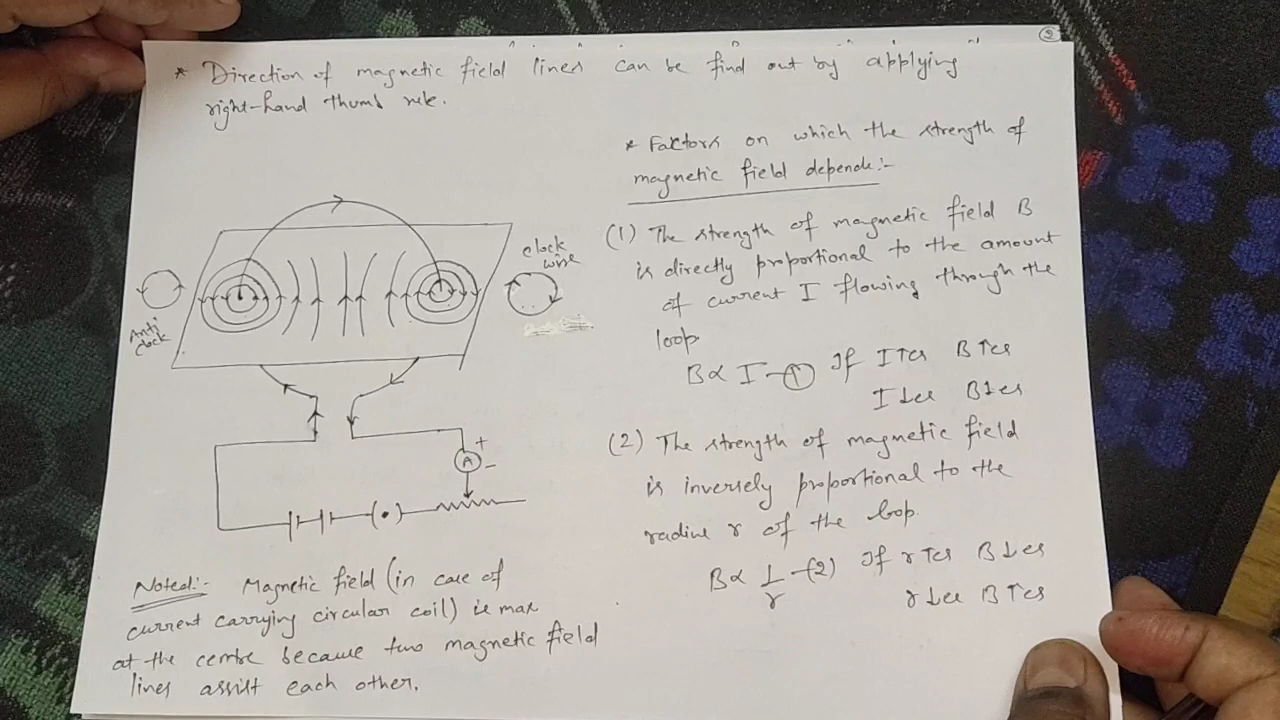 ②
* Direction of magnetic field lines can be find out by applying
right-hand thumb rule.
* Factors on which the strength of
magnetic field depends:-
(1) The strength of magnetic field B
is directly proportional to the amount
of current I flowing through the
loop
B∝ I -① If I↑es B↑es
I↓es B↓es
(2) The strength of magnetic field
is inversely proportional to the
radius r of the loop.
B∝ 1/r -(2) If r↑es B↓es
r↓es B↑es
clock
wise
Anti
clock
+
A
-
Noted:- Magnetic field (in case of
current carrying circular coil) is max
at the centre because two magnetic field
lines assist each other.